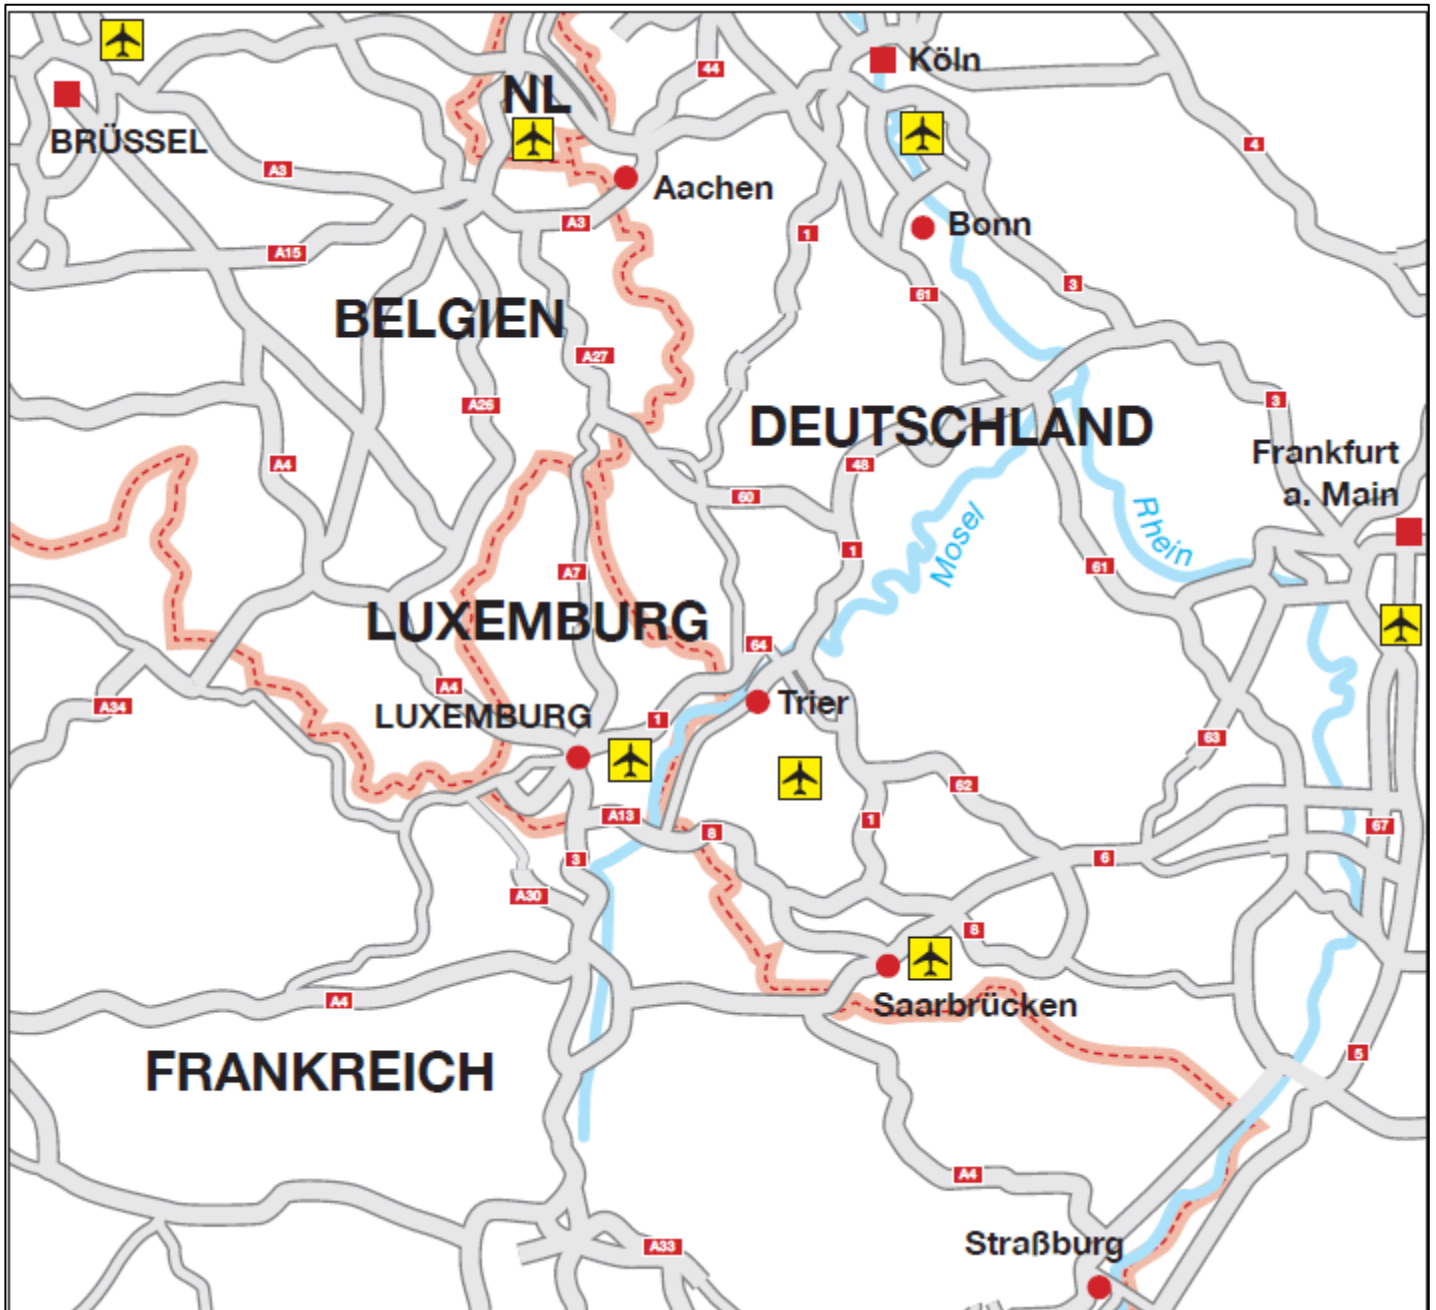 Köln
44
NL
BRÜSSEL
4
A3
Aachen
A3
Bonn
1
A15
3
61
BELGIEN
A27
3
A26
DEUTSCHLAND
Frankfurt
a. Main
A4
48
60
Mosel
Rhein
1
61
A7
LUXEMBURG
64
A4
Trier
A34
LUXEMBURG
1
63
62
A13
1
67
8
3
6
A30
8
A4
Saarbrücken
5
FRANKREICH
A4
Straßburg
A33